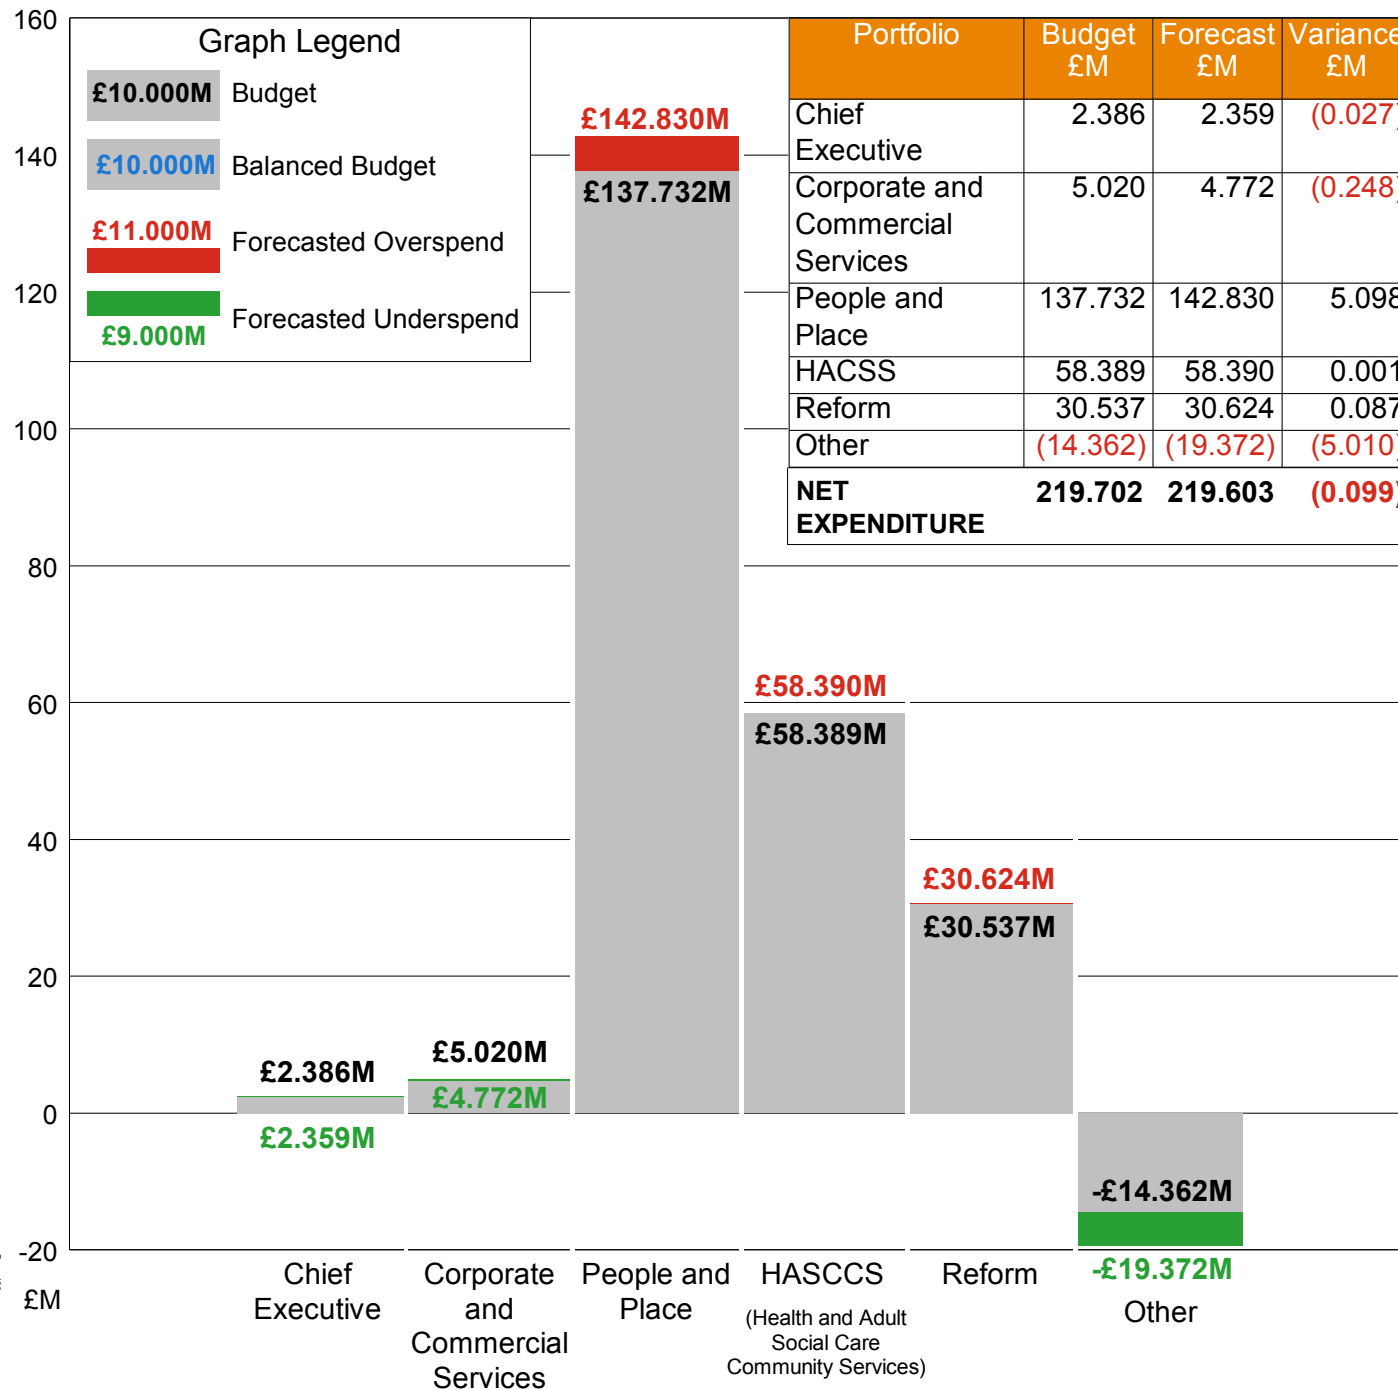 160
140
120
100
80
60
40
20
0
-20
£M
Graph Legend
£10.000M Budget
£10.000M Balanced Budget
£11.000M Forecasted Overspend
£9.000M Forecasted Underspend
Portfolio Budget £M Forecast £M Variance £M
Chief Executive 2.386 2.359 (0.027)
Corporate and Commercial Services 5.020 4.772 (0.248)
People and Place 137.732 142.830 5.098
HACSS 58.389 58.390 0.001
Reform 30.537 30.624 0.087
Other (14.362) (19.372) (5.010)
NET EXPENDITURE 219.702 219.603 (0.099)
£2.386M
£2.359M
£5.020M
£4.772M
£142.830M
£137.732M
£58.390M
£58.389M
£30.624M
£30.537M
-£14.362M
-£19.372M
Chief
Executive
Corporate
and
Commercial
Services
People and
Place
HASCCS
(Health and Adult
Social Care
Community Services)
Reform
Other